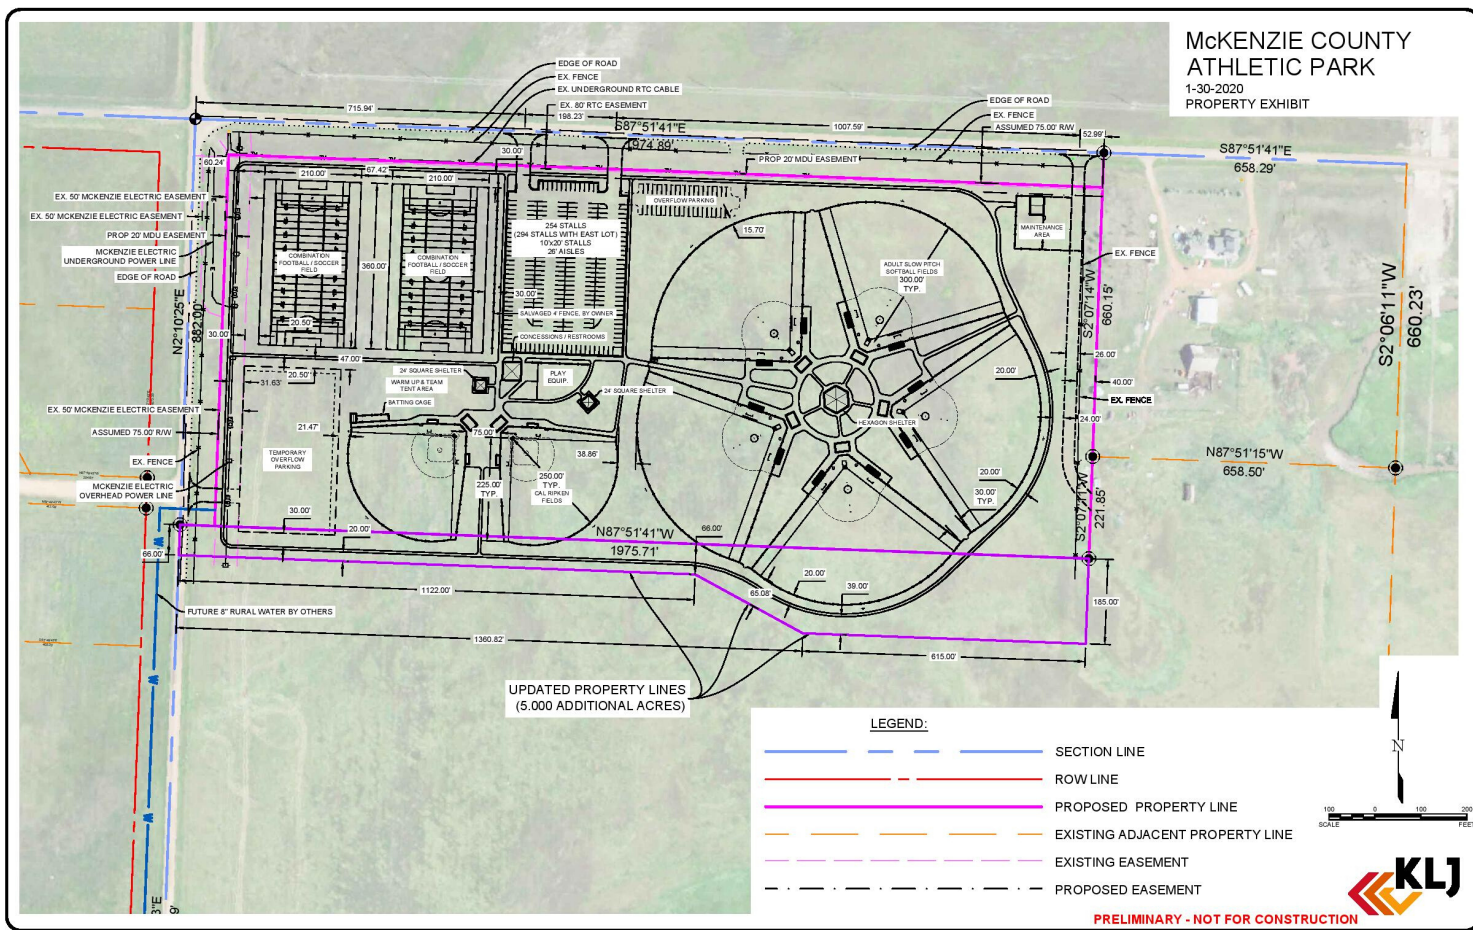 McKENZIE COUNTY
ATHLETIC PARK
1-30-2020
PROPERTY EXHIBIT
EDGE OF ROAD
EX. FENCE
EX. UNDERGROUND RTC CABLE
EX. 80' RTC EASEMENT
715.94'
198.23'
S87°51'41"E
1974.89'
1007.59'
EDGE OF ROAD
EX. FENCE
ASSUMED 75.00' R/W
52.99'
S87°51'41"E
658.29'
60.24'
30.00'
PROP 20' MDU EASEMENT
210.00'
67.42'
210.00'
EX. 50' MCKENZIE ELECTRIC EASEMENT
EX. 50' MCKENZIE ELECTRIC EASEMENT
PROP 20' MDU EASEMENT
MCKENZIE ELECTRIC
UNDERGROUND POWER LINE
EDGE OF ROAD
N2°10'25"E
882.00'
OVERFLOW PARKING
254 STALLS
(294 STALLS WITH EAST LOT)
10'x20' STALLS
26' AISLES
15.70'
MAINTENANCE
AREA
EX. FENCE
COMBINATION
FOOTBALL / SOCCER
FIELD
COMBINATION
FOOTBALL / SOCCER
FIELD
360.00'
ADULT SLOW PITCH
SOFTBALL FIELDS
300.00'
TYP.
S2°07'14"W
660.15'
S2°06'11"W
660.23'
30.00'
SALVAGED 4' FENCE, BY OWNER
20.50'
30.00'
CONCESSIONS / RESTROOMS
47.00'
26.00'
20.50'
31.63'
24' SQUARE SHELTER
WARM UP & TEAM
TENT AREA
PLAY
EQUIP.
24' SQUARE SHELTER
BATTING CAGE
20.00'
40.00'
EX. FENCE
24.00'
EX. 50' MCKENZIE ELECTRIC EASEMENT
HEXAGON SHELTER
21.47'
ASSUMED 75.00' R/W
75.00'
38.86'
EX. FENCE
TEMPORARY
OVERFLOW
PARKING
N87°51'15"W
658.50'
MCKENZIE ELECTRIC
OVERHEAD POWER LINE
225.00'
TYP.
250.00'
TYP.
CAL RIPKEN
FIELDS
20.00'
30.00'
TYP.
S2°07'11"W
221.85'
30.00'
20.00'
N87°51'41"W
1975.71'
66.00'
66.00'
W
1122.00'
65.08'
20.00'
39.00'
185.00'
FUTURE 8" RURAL WATER BY OTHERS
1360.82'
615.00'
W
UPDATED PROPERTY LINES
(5.000 ADDITIONAL ACRES)
W
LEGEND:
SECTION LINE
ROW LINE
PROPOSED PROPERTY LINE
EXISTING ADJACENT PROPERTY LINE
EXISTING EASEMENT
PROPOSED EASEMENT
N
100 0 100 200
SCALE FEET
KLJ
PRELIMINARY - NOT FOR CONSTRUCTION